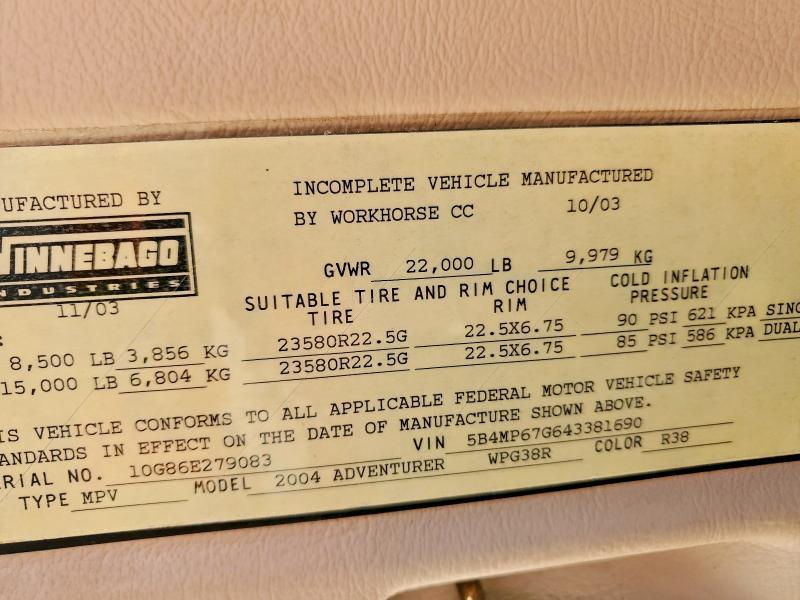 UFACTURED BY
INCOMPLETE VEHICLE MANUFACTURED
BY WORKHORSE CC 10/03
WINNEBAGO
INDUSTRIES
11/03
GVWR 22,000 LB 9,979 KG
SUITABLE TIRE AND RIM CHOICE
TIRE RIM
COLD INFLATION
PRESSURE
8,500 LB 3,856 KG 23580R22.5G 22.5X6.75 90 PSI 621 KPA SING
15,000 LB 6,804 KG 23580R22.5G 22.5X6.75 85 PSI 586 KPA DUAL
IS VEHICLE CONFORMS TO ALL APPLICABLE FEDERAL MOTOR VEHICLE SAFETY
ANDARDS IN EFFECT ON THE DATE OF MANUFACTURE SHOWN ABOVE.
RIAL NO. 10G86E279083 VIN 5B4MP67G643381690
TYPE MPV MODEL 2004 ADVENTURER WPG38R COLOR R38